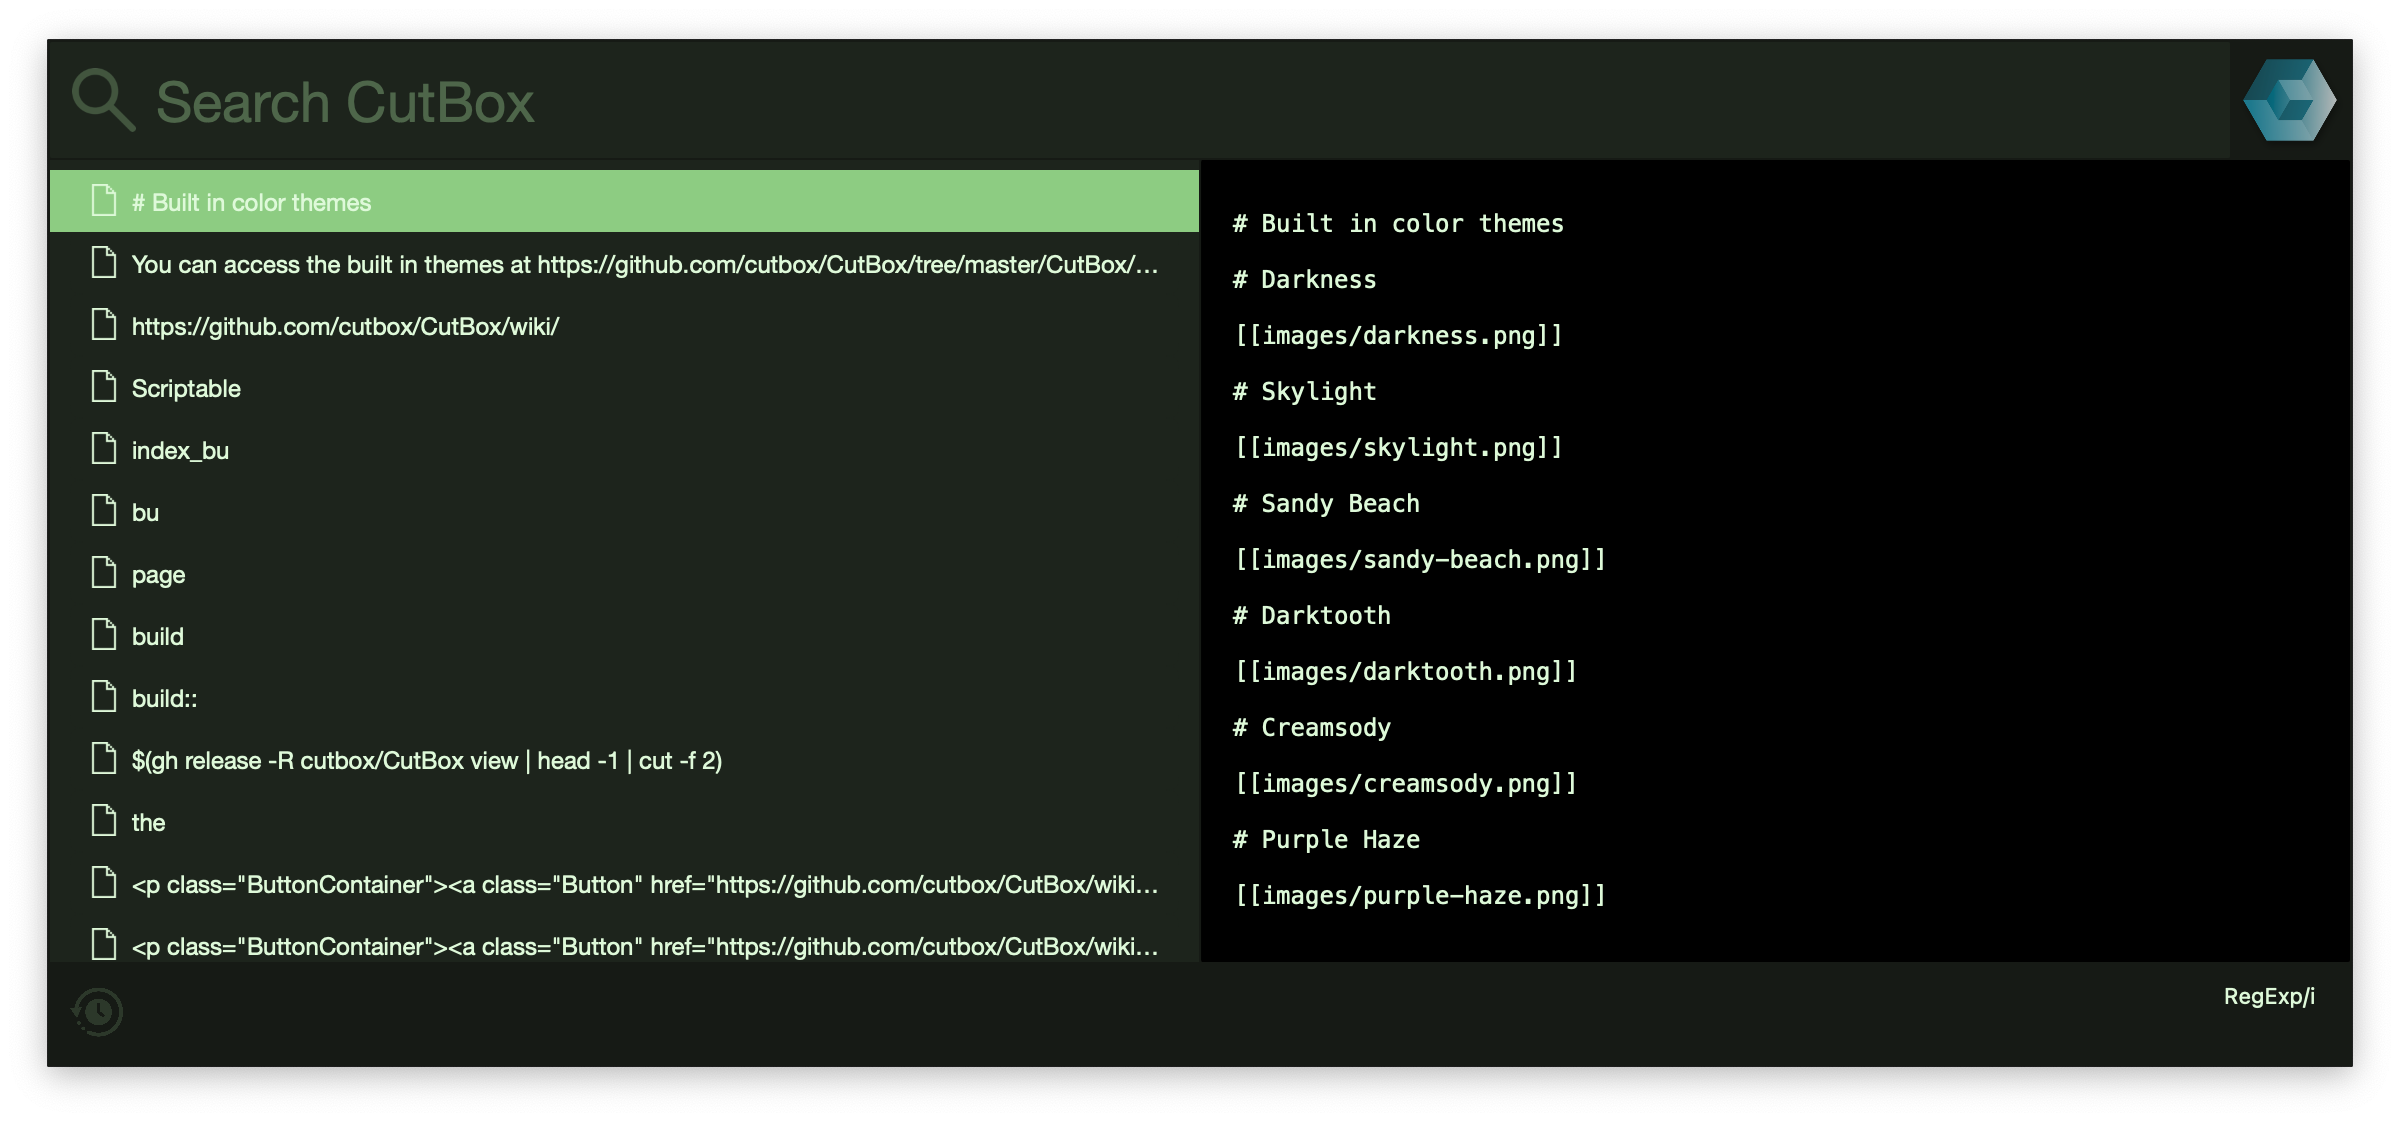 Search CutBox
# Built in color themes
You can access the built in themes at https://github.com/cutbox/CutBox/tree/master/CutBox/…
https://github.com/cutbox/CutBox/wiki/
Scriptable
index_bu
bu
page
build
build::
$(gh release -R cutbox/CutBox view | head -1 | cut -f 2)
the
<p class="ButtonContainer"><a class="Button" href="https://github.com/cutbox/CutBox/wiki…
<p class="ButtonContainer"><a class="Button" href="https://github.com/cutbox/CutBox/wiki…
# Built in color themes
# Darkness
[[images/darkness.png]]
# Skylight
[[images/skylight.png]]
# Sandy Beach
[[images/sandy-beach.png]]
# Darktooth
[[images/darktooth.png]]
# Creamsody
[[images/creamsody.png]]
# Purple Haze
[[images/purple-haze.png]]
RegExp/i